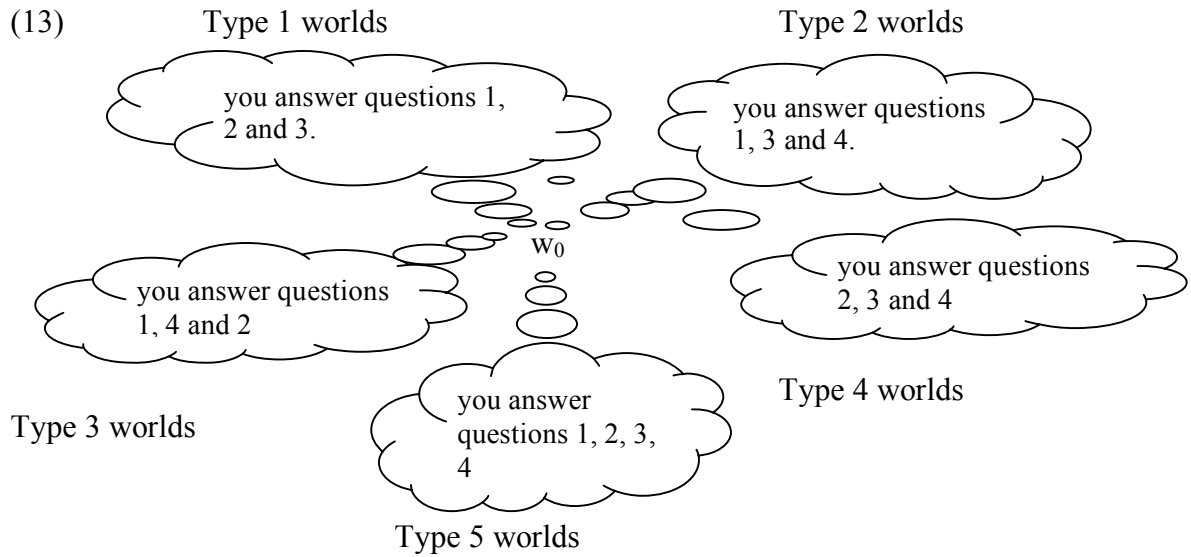 (13)
Type 1 worlds
Type 2 worlds
you answer questions 1,
2 and 3.
you answer questions
1, 3 and 4.
w₀
you answer questions
1, 4 and 2
you answer questions
2, 3 and 4
Type 3 worlds
Type 4 worlds
you answer
questions 1, 2, 3,
4
Type 5 worlds